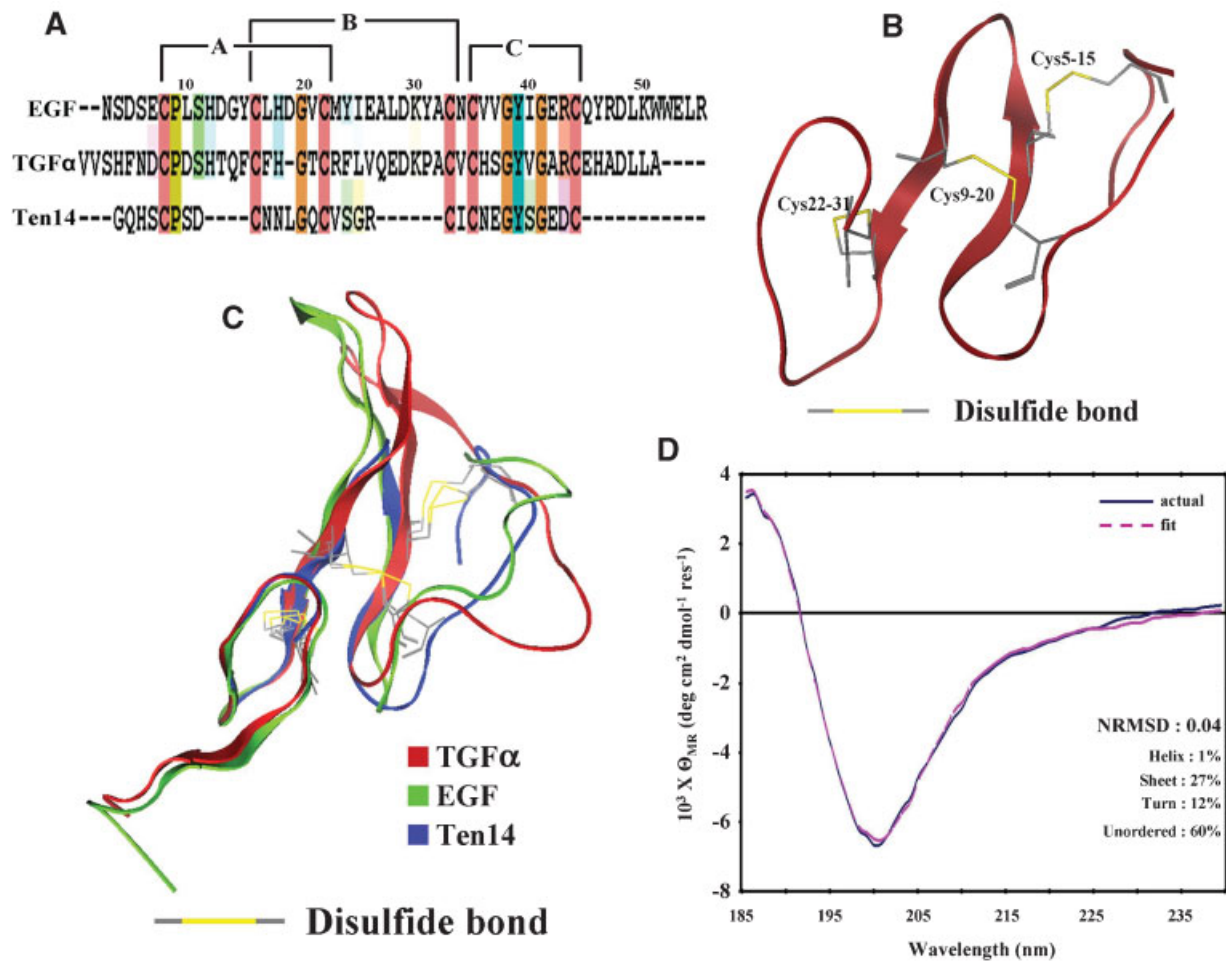 A
B
A
C
10 20 30 40 50
EGF --NSDSECPLSHDGYCLHDGVCMYIEALDKYACNCVVGYIGERCQYRDLKWWELR
TGFα VVSHFNDCPDSHTQFCFH-GTCRFLVQEDKPACVCHSGYVGARCEHADLLA----
Ten14 --GQHSCPSD----CNNLGQCVSGR------CICNEGYSGEDC----------
B
Cys5-15
Cys9-20
Cys22-31
Disulfide bond
C
TGFα
EGF
Ten14
Disulfide bond
D
actual
fit
10³ X ΘMR (deg cm² dmol⁻¹ res⁻¹)
4
2
0
-2
-4
-6
-8
NRMSD : 0.04
Helix : 1%
Sheet : 27%
Turn : 12%
Unordered : 60%
185 195 205 215 225 235
Wavelength (nm)